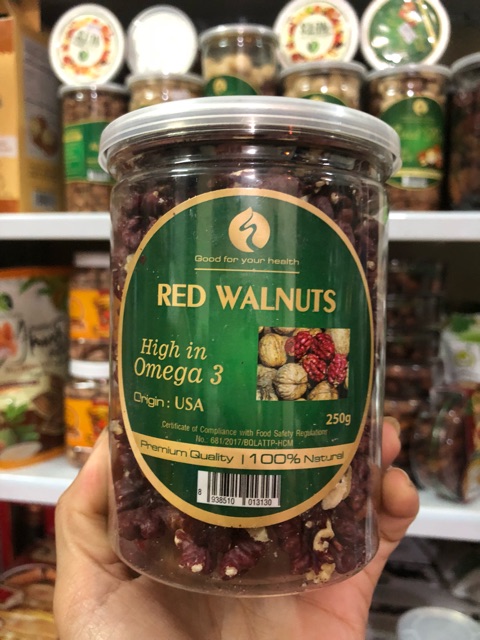 Good for your health
RED WALNUTS
High in
Omega 3
Origin : USA
250g
Certificate of Compliance with Food Safety Regulations
No.: 681/2017/BQLATTP-HCM
Premium Quality | 100% Natural
8 938510 013130